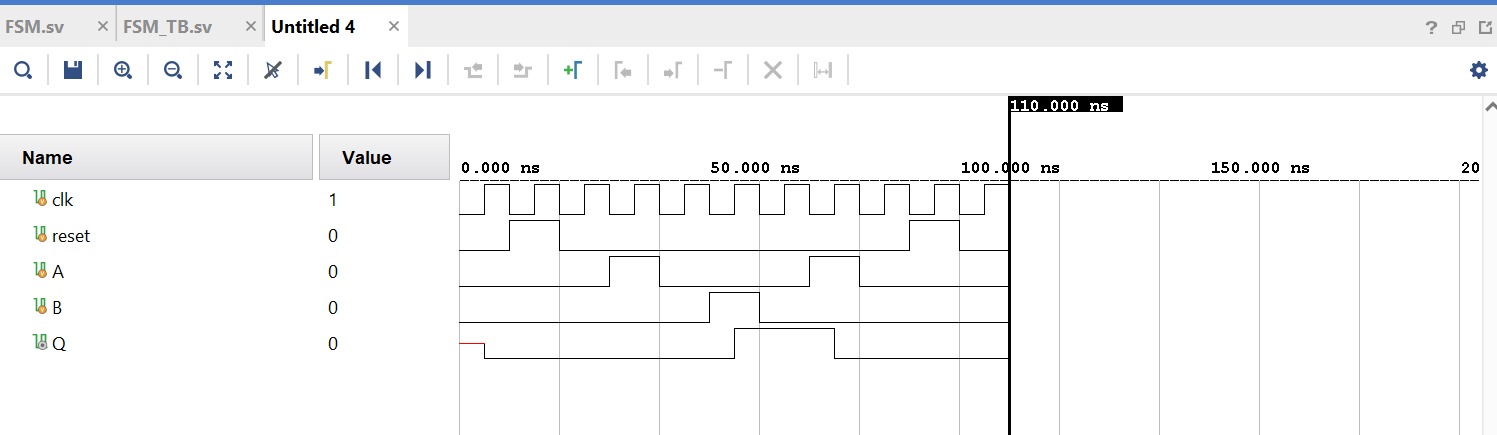 FSM.sv FSM_TB.sv Untitled 4
110.000 ns
Name Value
0.000 ns 50.000 ns 100.000 ns 150.000 ns 20
clk 1
reset 0
A 0
B 0
Q 0